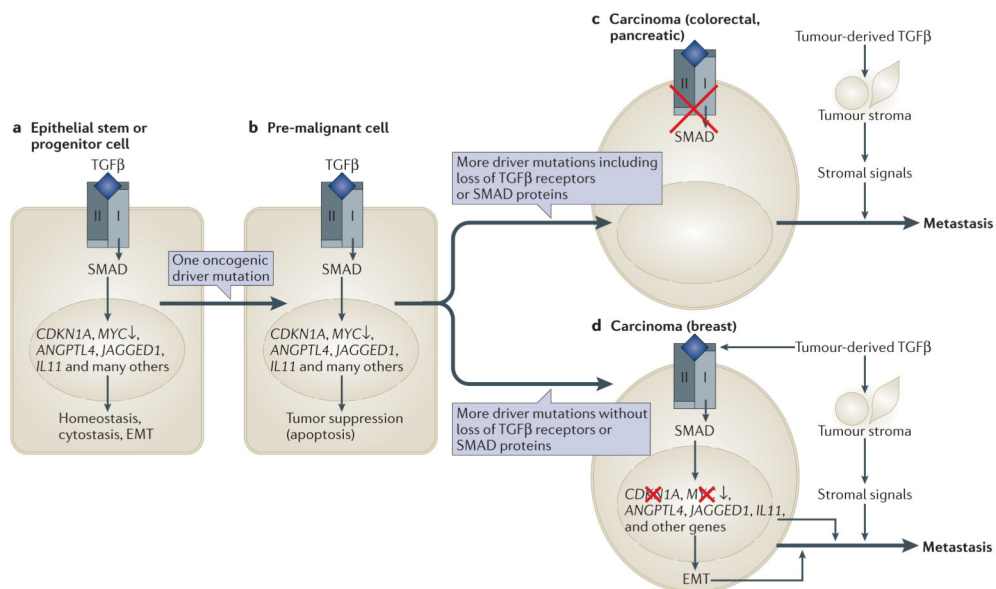 a Epithelial stem or
progenitor cell
TGFβ
II I
SMAD
CDKN1A, MYC↓,
ANGPTL4, JAGGED1,
IL11 and many others
Homeostasis,
cytostasis, EMT
One oncogenic
driver mutation
b Pre-malignant cell
TGFβ
II I
SMAD
CDKN1A, MYC↓,
ANGPTL4, JAGGED1,
IL11 and many others
Tumor suppression
(apoptosis)
More driver mutations including
loss of TGFβ receptors
or SMAD proteins
More driver mutations without
loss of TGFβ receptors or
SMAD proteins
c Carcinoma (colorectal,
pancreatic)
II I
SMAD
Tumour-derived TGFβ
Tumour stroma
Stromal signals
Metastasis
d Carcinoma (breast)
II I
SMAD
CDKN1A, MYC↓,
ANGPTL4, JAGGED1, IL11,
and other genes
EMT
Tumour-derived TGFβ
Tumour stroma
Stromal signals
Metastasis